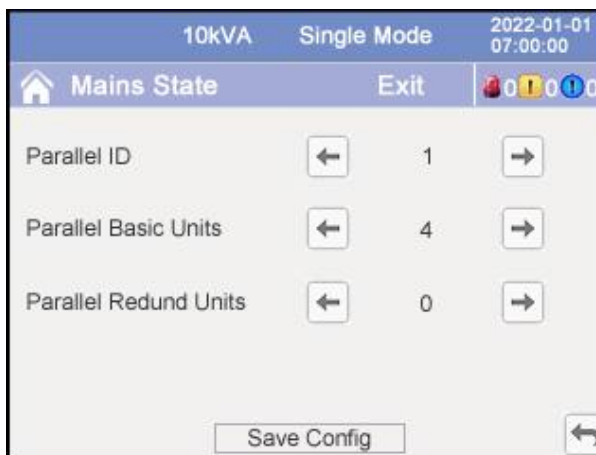 10kVA Single Mode 2022-01-01
07:00:00
Mains State Exit 0 ! 0 ! 0
Parallel ID 1
Parallel Basic Units 4
Parallel Redund Units 0
Save Config